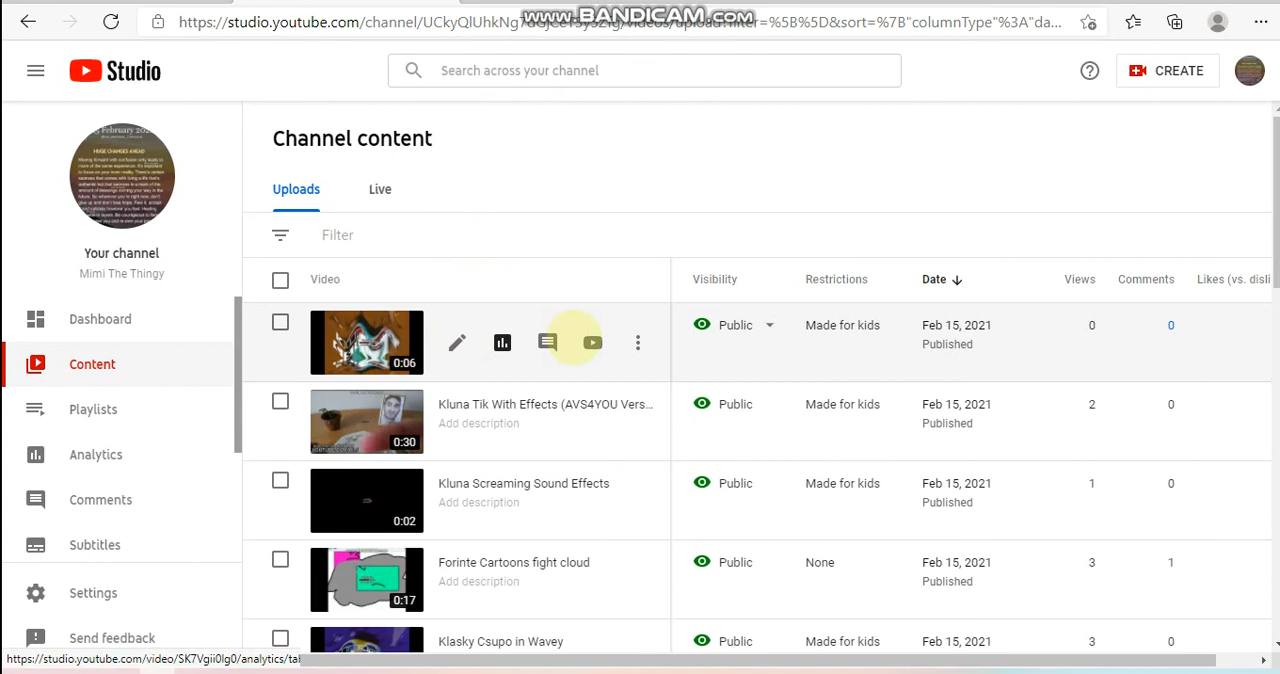 https://studio.youtube.com/channel/
www.BANDICAM.com
Studio
Search across your channel
CREATE
HUGE CHANGES AHEAD
Your channel
Mimi The Thingy
Dashboard
Content
Playlists
Analytics
Comments
Subtitles
Settings
Send feedback
Channel content
Uploads
Live
Filter
Video
Visibility
Restrictions
Date
Views
Comments
Likes (vs. disli
0:06
Public
Made for kids
Feb 15, 2021
Published
0
0
0:30
Kluna Tik With Effects (AVS4YOU Vers...
Add description
Public
Made for kids
Feb 15, 2021
Published
2
0
0:02
Kluna Screaming Sound Effects
Add description
Public
Made for kids
Feb 15, 2021
Published
1
0
0:17
Forinte Cartoons fight cloud
Add description
Public
None
Feb 15, 2021
Published
3
1
Klasky Csupo in Wavey
Public
Made for kids
Feb 15, 2021
3
0
https://studio.youtube.com/video/SK7Vgii0lg0/analytics/tal